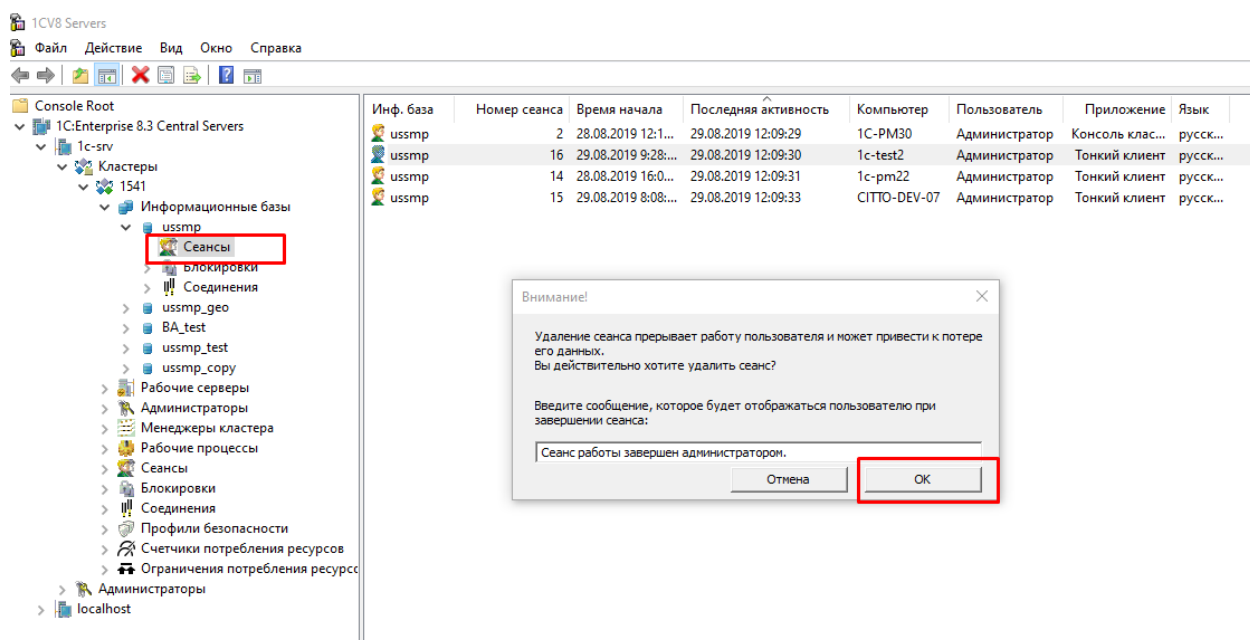 1CV8 Servers
Файл Действие Вид Окно Справка
Console Root
1C:Enterprise 8.3 Central Servers
1c-srv
Кластеры
1541
Информационные базы
ussmp
Сеансы
Блокировки
Соединения
ussmp_geo
BA_test
ussmp_test
ussmp_copy
Рабочие серверы
Администраторы
Менеджеры кластера
Рабочие процессы
Сеансы
Блокировки
Соединения
Профили безопасности
Счетчики потребления ресурсов
Ограничения потребления ресурсс
Администраторы
localhost
Инф. база Номер сеанса Время начала Последняя активность Компьютер Пользователь Приложение Язык
ussmp 2 28.08.2019 12:1... 29.08.2019 12:09:29 1C-PM30 Администратор Консоль клас... русск...
ussmp 16 29.08.2019 9:28:... 29.08.2019 12:09:30 1c-test2 Администратор Тонкий клиент русск...
ussmp 14 28.08.2019 16:0... 29.08.2019 12:09:31 1c-pm22 Администратор Тонкий клиент русск...
ussmp 15 29.08.2019 8:08:... 29.08.2019 12:09:33 CITTO-DEV-07 Администратор Тонкий клиент русск...
Внимание!
Удаление сеанса прерывает работу пользователя и может привести к потере
его данных.
Вы действительно хотите удалить сеанс?
Введите сообщение, которое будет отображаться пользователю при
завершении сеанса:
Сеанс работы завершен администратором.
Отмена OK